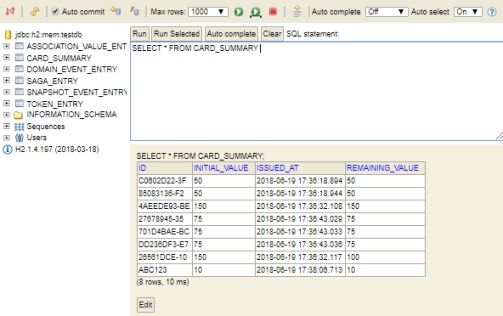 Auto commit Max rows: 1000 Auto complete Off Auto select On
jdbc:h2:mem:testdb
ASSOCIATION_VALUE_ENT
CARD_SUMMARY
DOMAIN_EVENT_ENTRY
SAGA_ENTRY
SNAPSHOT_EVENT_ENTRY
TOKEN_ENTRY
INFORMATION_SCHEMA
Sequences
Users
H2 1.4.197 (2018-03-18)
Run Run Selected Auto complete Clear SQL statement:
SELECT * FROM CARD_SUMMARY
SELECT * FROM CARD_SUMMARY;
ID INITIAL_VALUE ISSUED_AT REMAINING_VALUE
C0602D22-3F 50 2018-06-19 17:36:18.894 50
85083136-F2 50 2018-06-19 17:36:18.944 50
4AEEDE93-BE 150 2018-06-19 17:36:32.108 150
27678945-35 75 2018-06-19 17:36:43.029 75
701D4BAE-BC 75 2018-06-19 17:36:43.033 75
DD236DF3-E7 75 2018-06-19 17:36:43.036 75
26561DCE-10 150 2018-06-19 17:36:32.117 100
ABC123 10 2018-06-19 17:38:06.713 10
(8 rows, 10 ms)
Edit